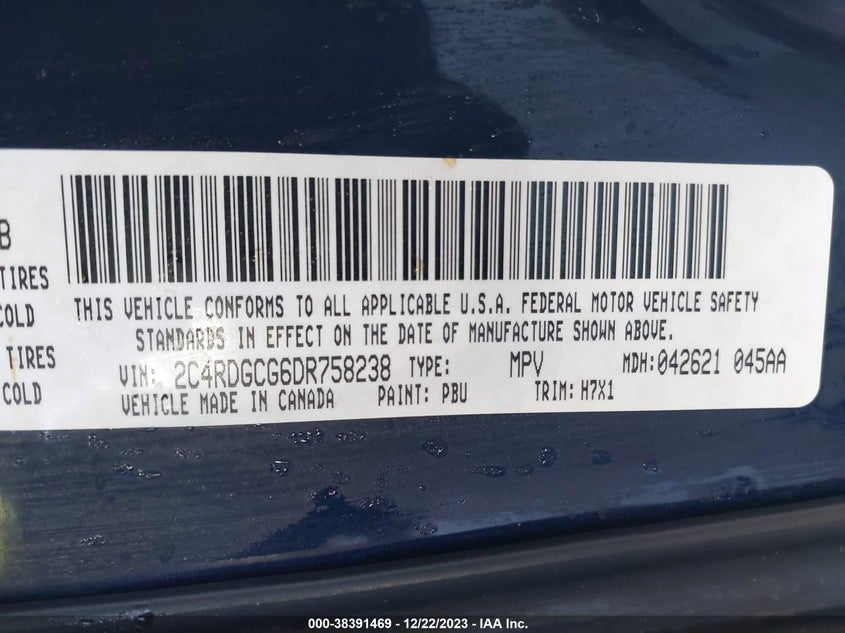 B
TIRES
COLD
TIRES
COLD
THIS VEHICLE CONFORMS TO ALL APPLICABLE U.S.A. FEDERAL MOTOR VEHICLE SAFETY
STANDARDS IN EFFECT ON THE DATE OF MANUFACTURE SHOWN ABOVE.
VIN: 2C4RDGCG6DR758238 TYPE: MPV MDH:042621 045AA
VEHICLE MADE IN CANADA PAINT: PBU TRIM: H7X1
000-38391469 - 12/22/2023 - IAA Inc.